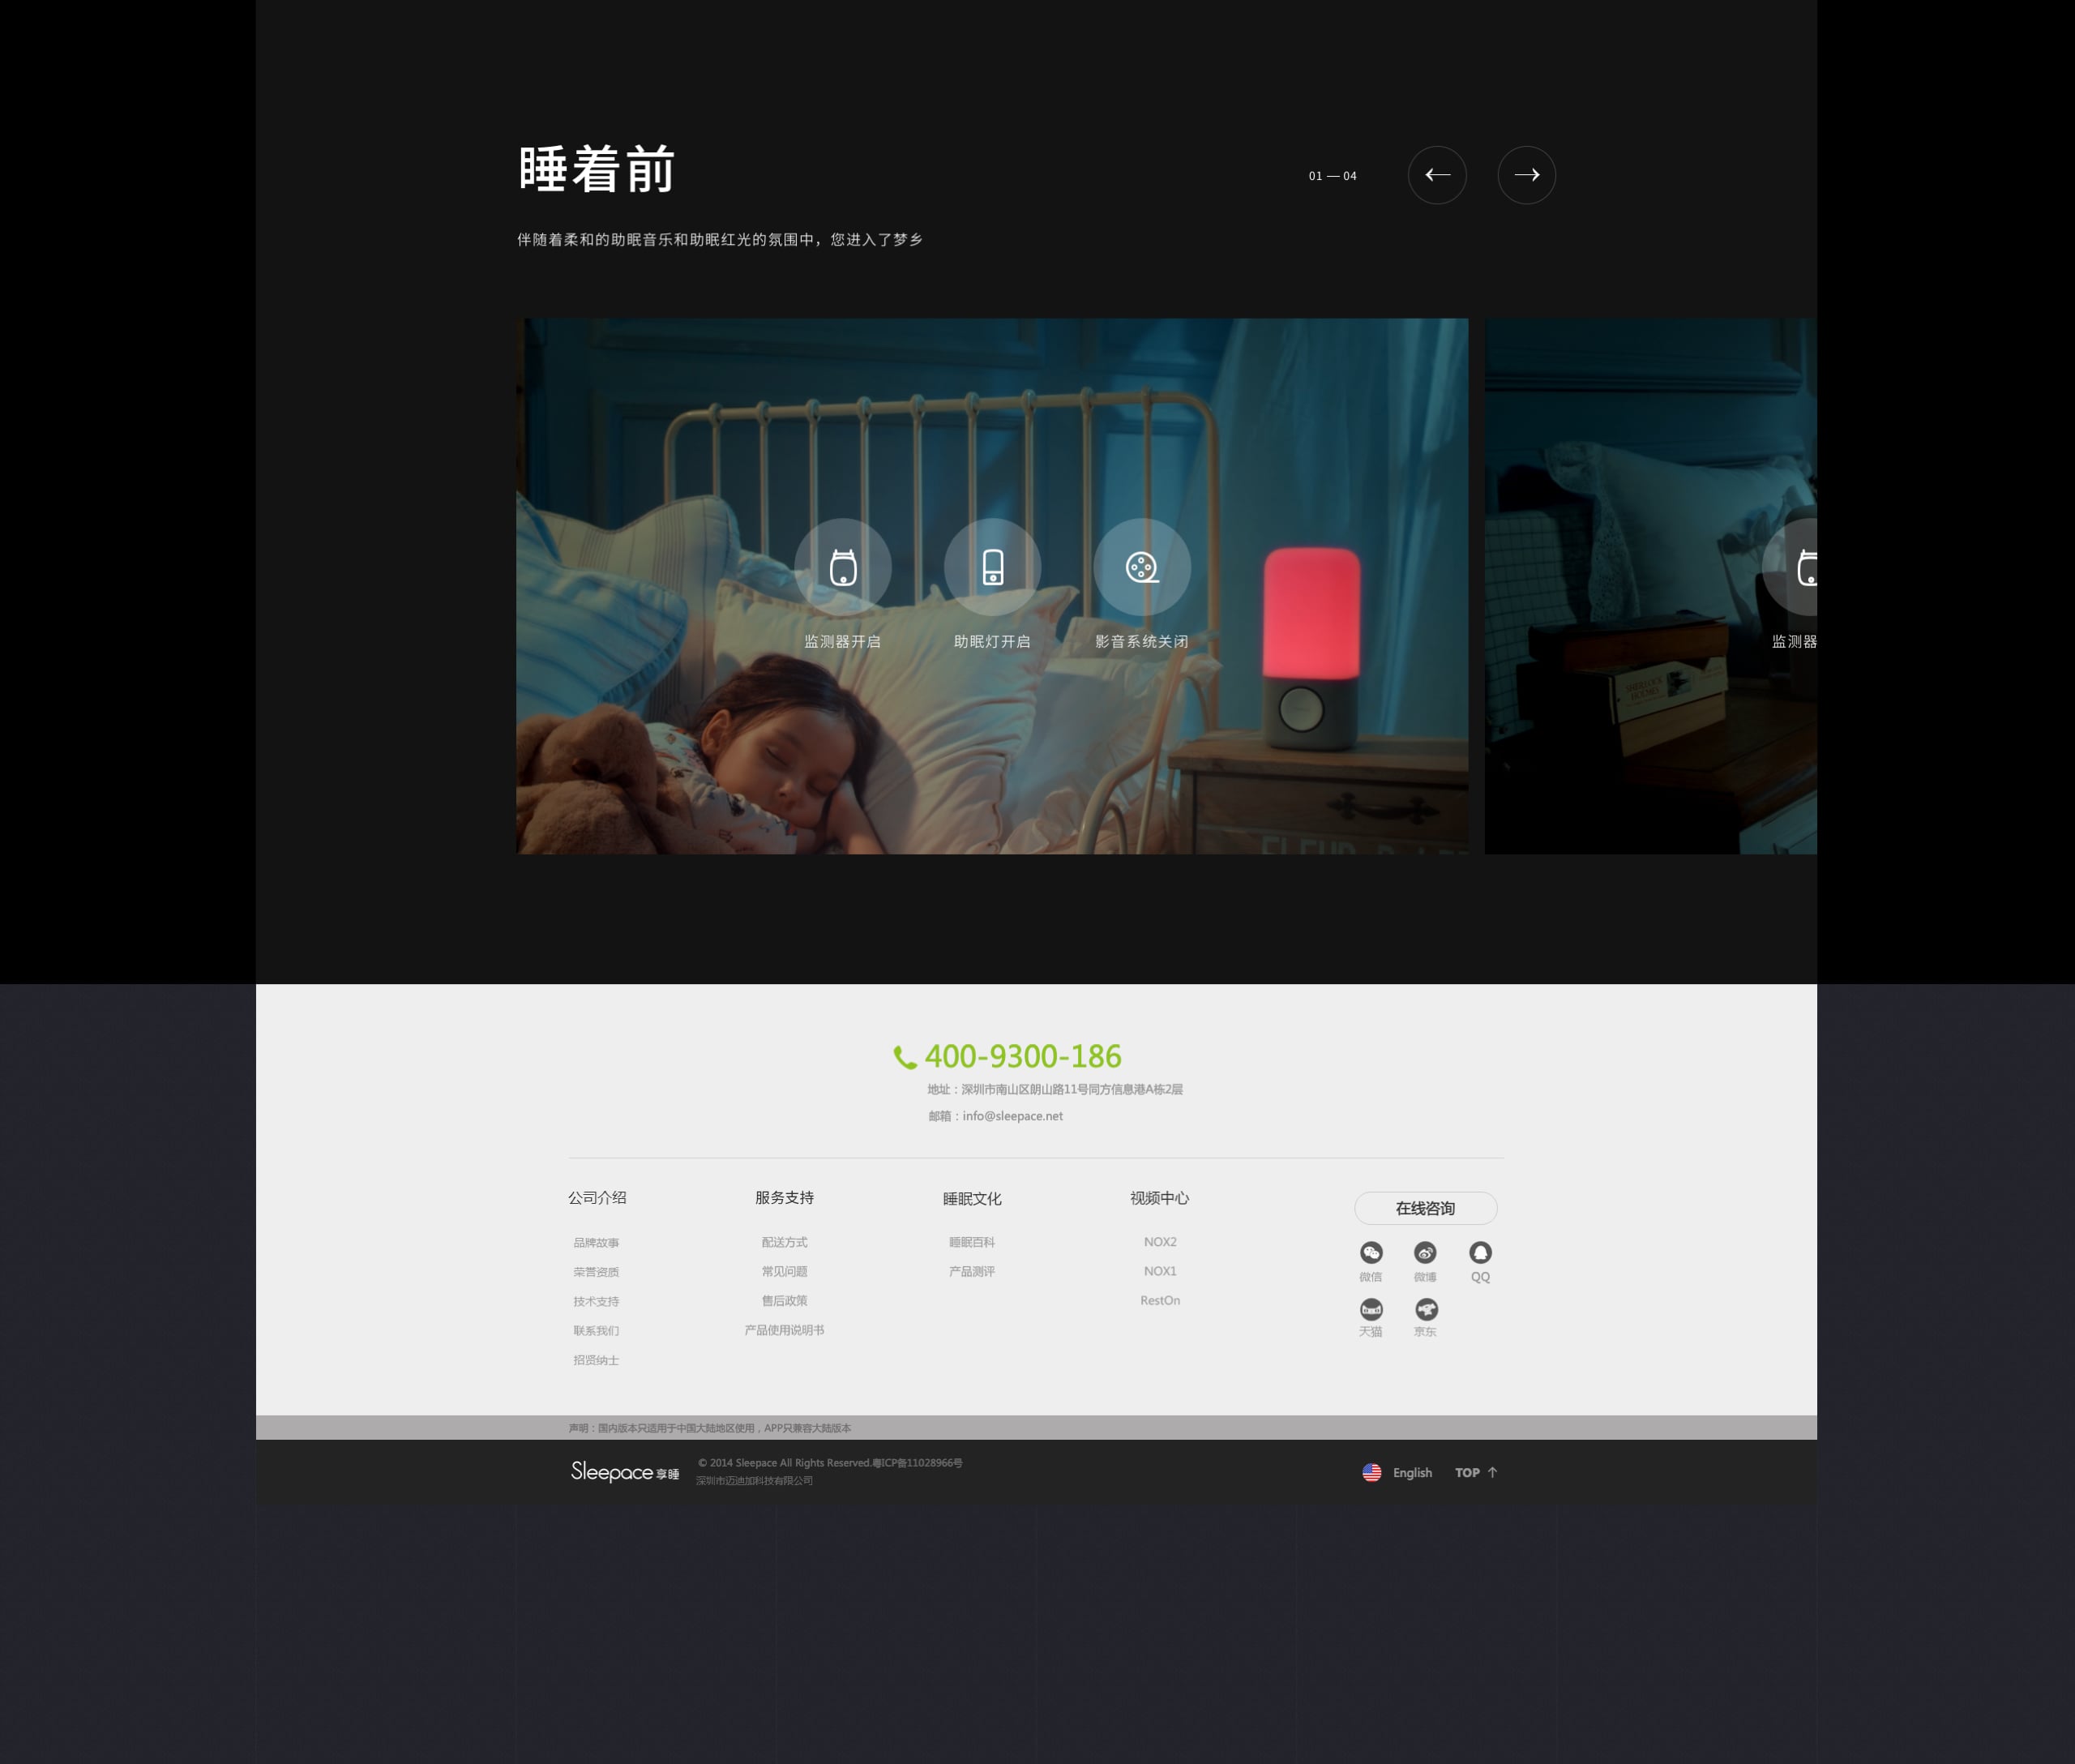 睡着前
01 — 04
伴随着柔和的助眠音乐和助眠红光的氛围中，您进入了梦乡
监测器开启
助眠灯开启
影音系统关闭
监测器
SHERLOCK
HOLMES
400-9300-186
地址：深圳市南山区朗山路11号同方信息港A栋2层
邮箱：info@sleepace.net
公司介绍
品牌故事
荣誉资质
技术支持
联系我们
招贤纳士
服务支持
配送方式
常见问题
售后政策
产品使用说明书
睡眠文化
睡眠百科
产品测评
视频中心
NOX2
NOX1
RestOn
在线咨询
微信
微博
QQ
天猫
京东
声明：国内版本只适用于中国大陆地区使用，APP只兼容大陆版本
Sleepace 享睡
© 2014 Sleepace All Rights Reserved.粤ICP备11028966号
深圳市迈迪加科技有限公司
English
TOP ↑